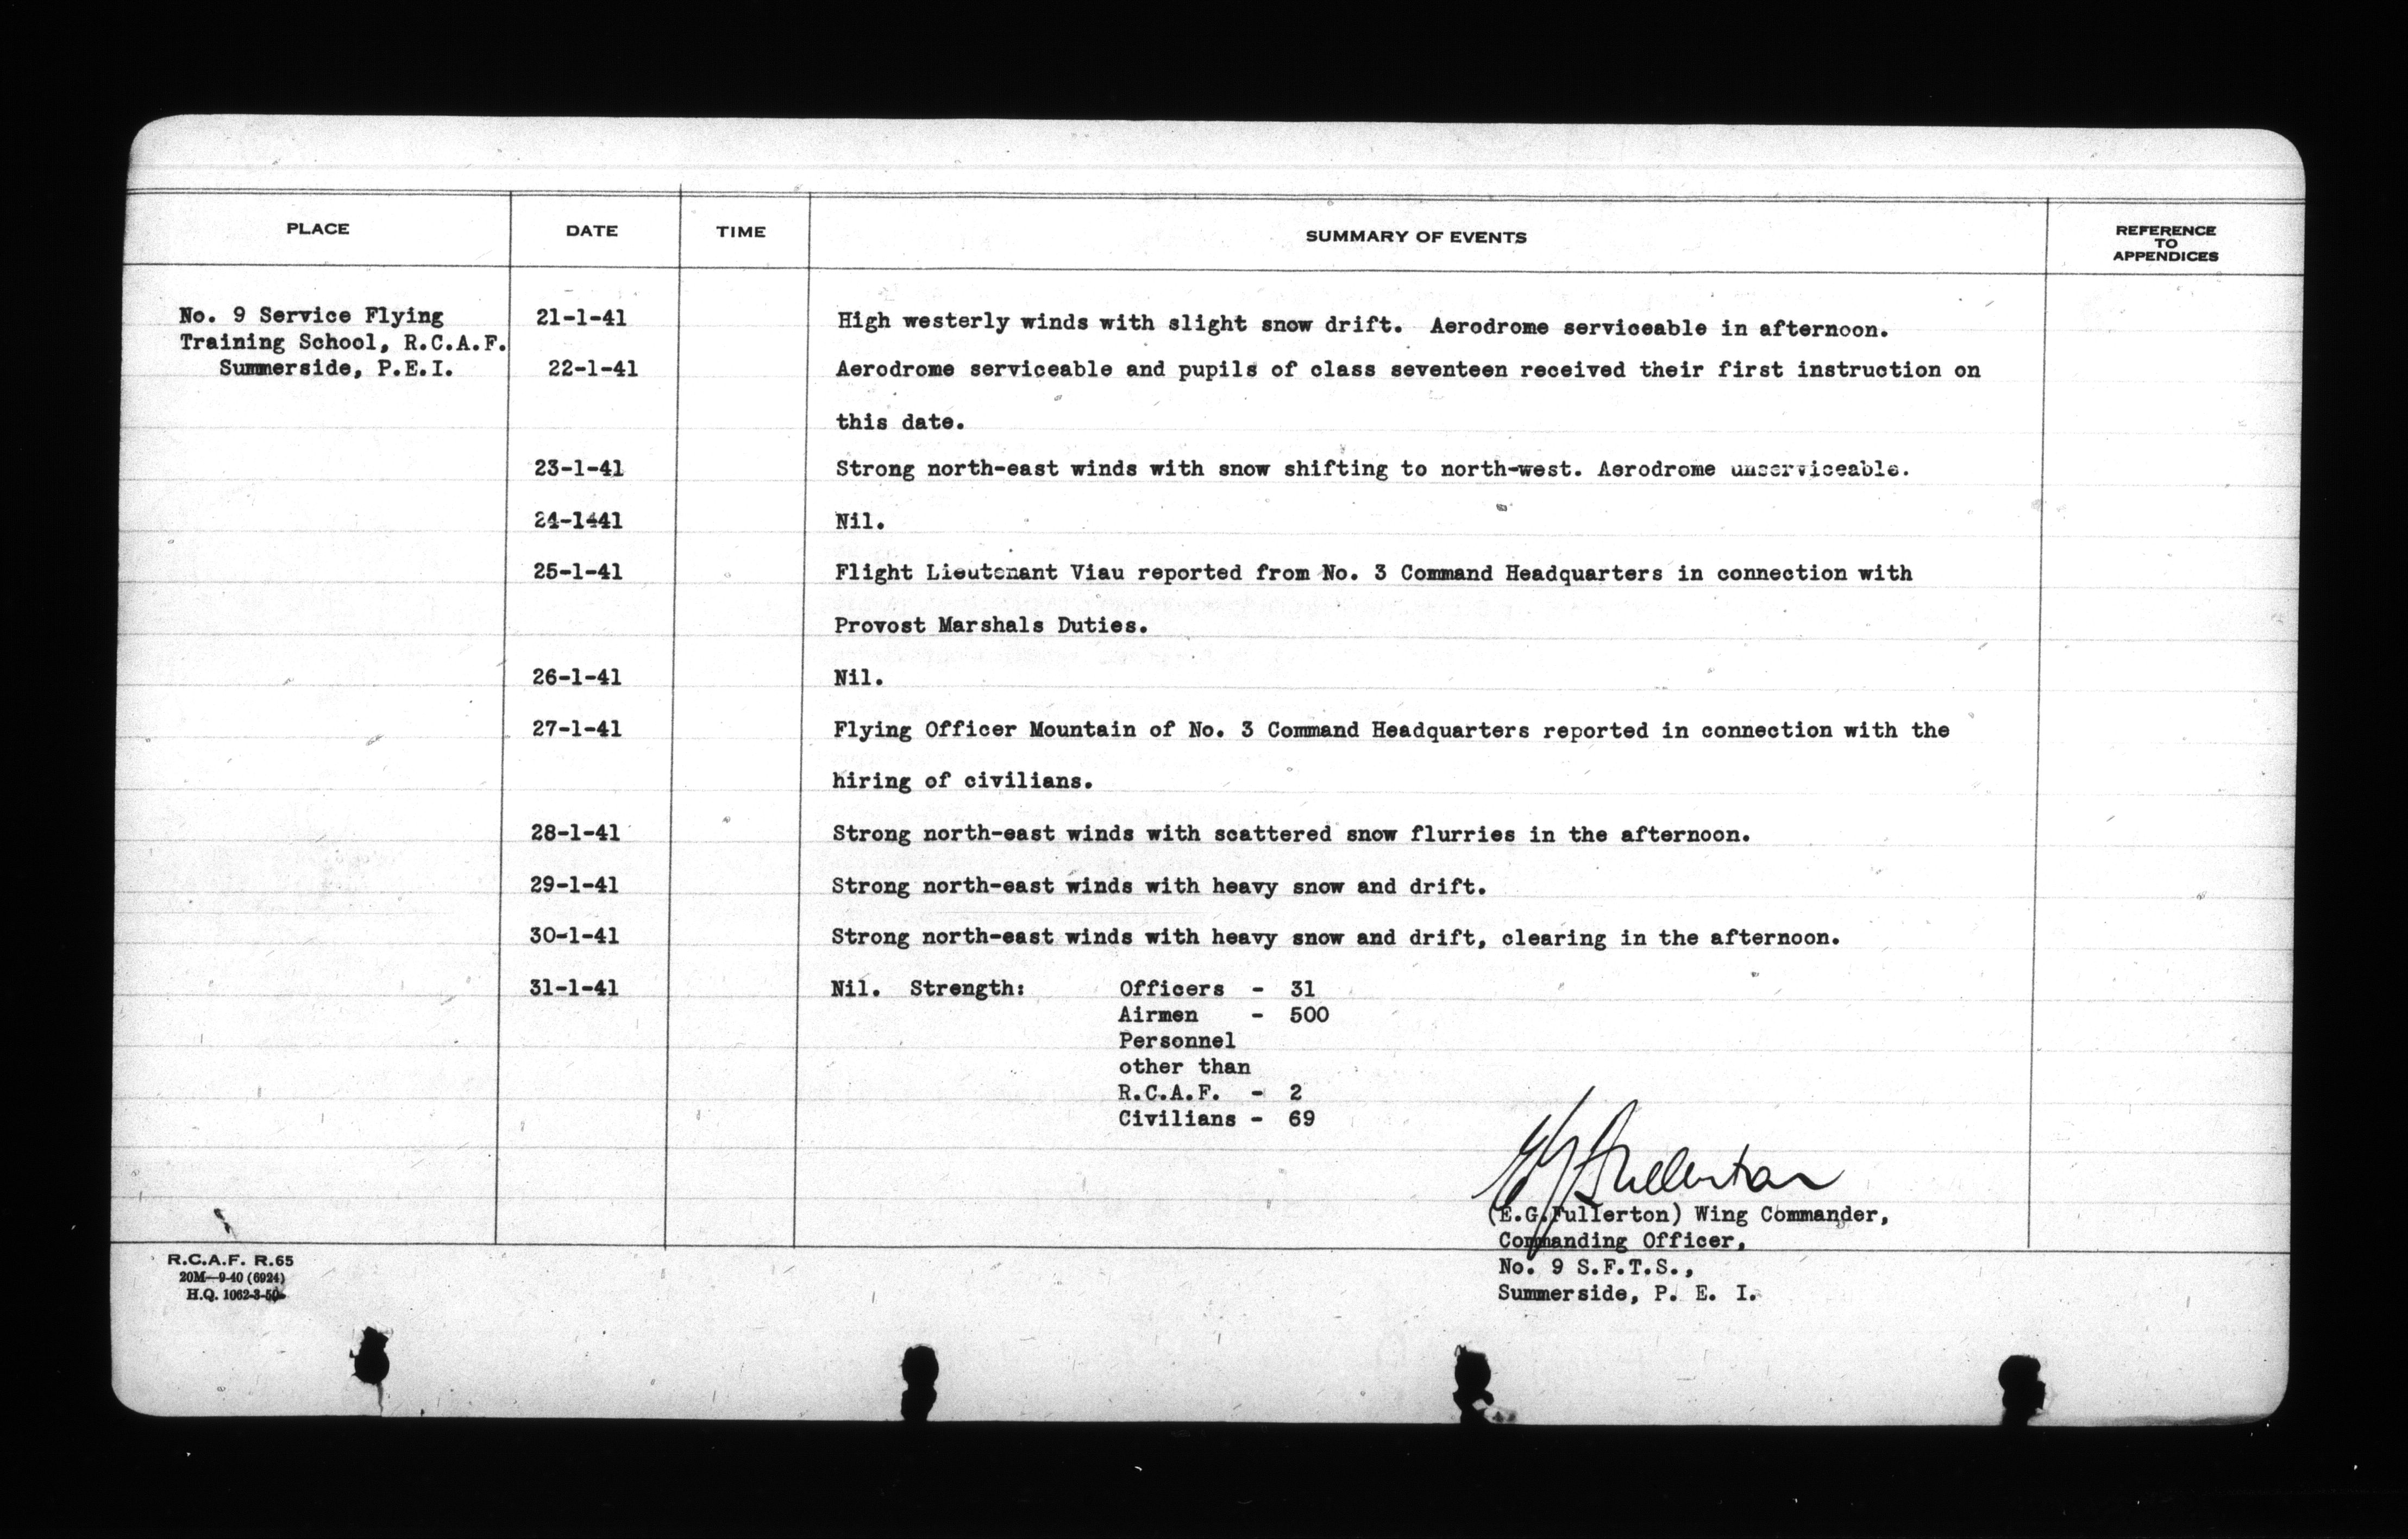 PLACE DATE TIME SUMMARY OF EVENTS REFERENCE TO APPENDICES
No. 9 Service Flying 21-1-41 High westerly winds with slight snow drift. Aerodrome serviceable in afternoon.
Training School, R.C.A.F.
Summerside, P.E.I. 22-1-41 Aerodrome serviceable and pupils of class seventeen received their first instruction on
this date.
23-1-41 Strong north-east winds with snow shifting to north-west. Aerodrome unserviceable.
24-1441 Nil.
25-1-41 Flight Lieutenant Viau reported from No. 3 Command Headquarters in connection with
Provost Marshals Duties.
26-1-41 Nil.
27-1-41 Flying Officer Mountain of No. 3 Command Headquarters reported in connection with the
hiring of civilians.
28-1-41 Strong north-east winds with scattered snow flurries in the afternoon.
29-1-41 Strong north-east winds with heavy snow and drift.
30-1-41 Strong north-east winds with heavy snow and drift, clearing in the afternoon.
31-1-41 Nil. Strength: Officers - 31
Airmen - 500
Personnel
other than
R.C.A.F. - 2
Civilians - 69
EG Fullerton
(E.G.Fullerton) Wing Commander,
Commanding Officer,
No. 9 S.F.T.S.,
Summerside, P. E. I.
R.C.A.F. R.65
20M—9-40 (6924)
H.Q. 1062-3-50